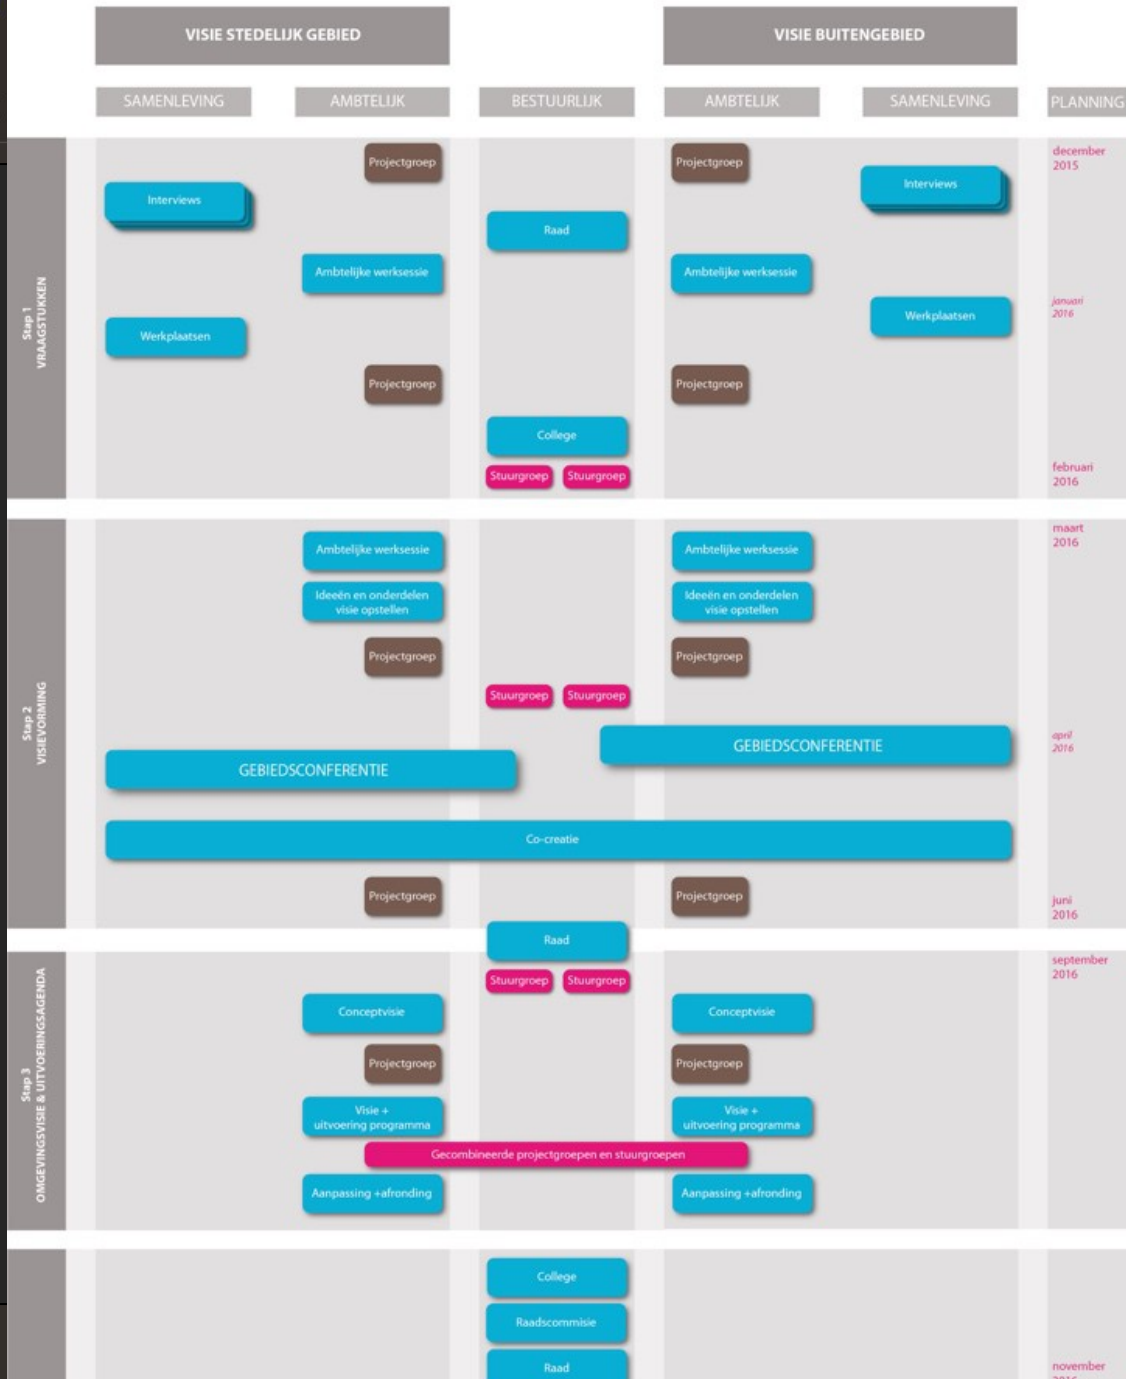 VISIE STEDELIJK GEBIED
VISIE BUITENGEBIED
SAMENLEVING
AMBTELIJK
BESTUURLIJK
AMBTELIJK
SAMENLEVING
PLANNING
Stap 1
VRAAGSTUKKEN
Projectgroep
Projectgroep
december
2015
Interviews
Interviews
Raad
Ambtelijke werksessie
Ambtelijke werksessie
januari
2016
Werkplaatsen
Werkplaatsen
Projectgroep
Projectgroep
College
Stuurgroep
Stuurgroep
februari
2016
Stap 2
VISIEVORMING
maart
2016
Ambtelijke werksessie
Ambtelijke werksessie
Ideeën en onderdelen
visie opstellen
Ideeën en onderdelen
visie opstellen
Projectgroep
Projectgroep
Stuurgroep
Stuurgroep
GEBIEDSCONFERENTIE
april
2016
GEBIEDSCONFERENTIE
Co-creatie
Projectgroep
Projectgroep
juni
2016
Raad
Stap 3
OMGEVINGSVISIE & UITVOERINGSAGENDA
september
2016
Stuurgroep
Stuurgroep
Conceptvisie
Conceptvisie
Projectgroep
Projectgroep
Visie +
uitvoering programma
Visie +
uitvoering programma
Gecombineerde projectgroepen en stuurgroepen
Aanpassing +afronding
Aanpassing +afronding
College
Raadscommisie
Raad
november